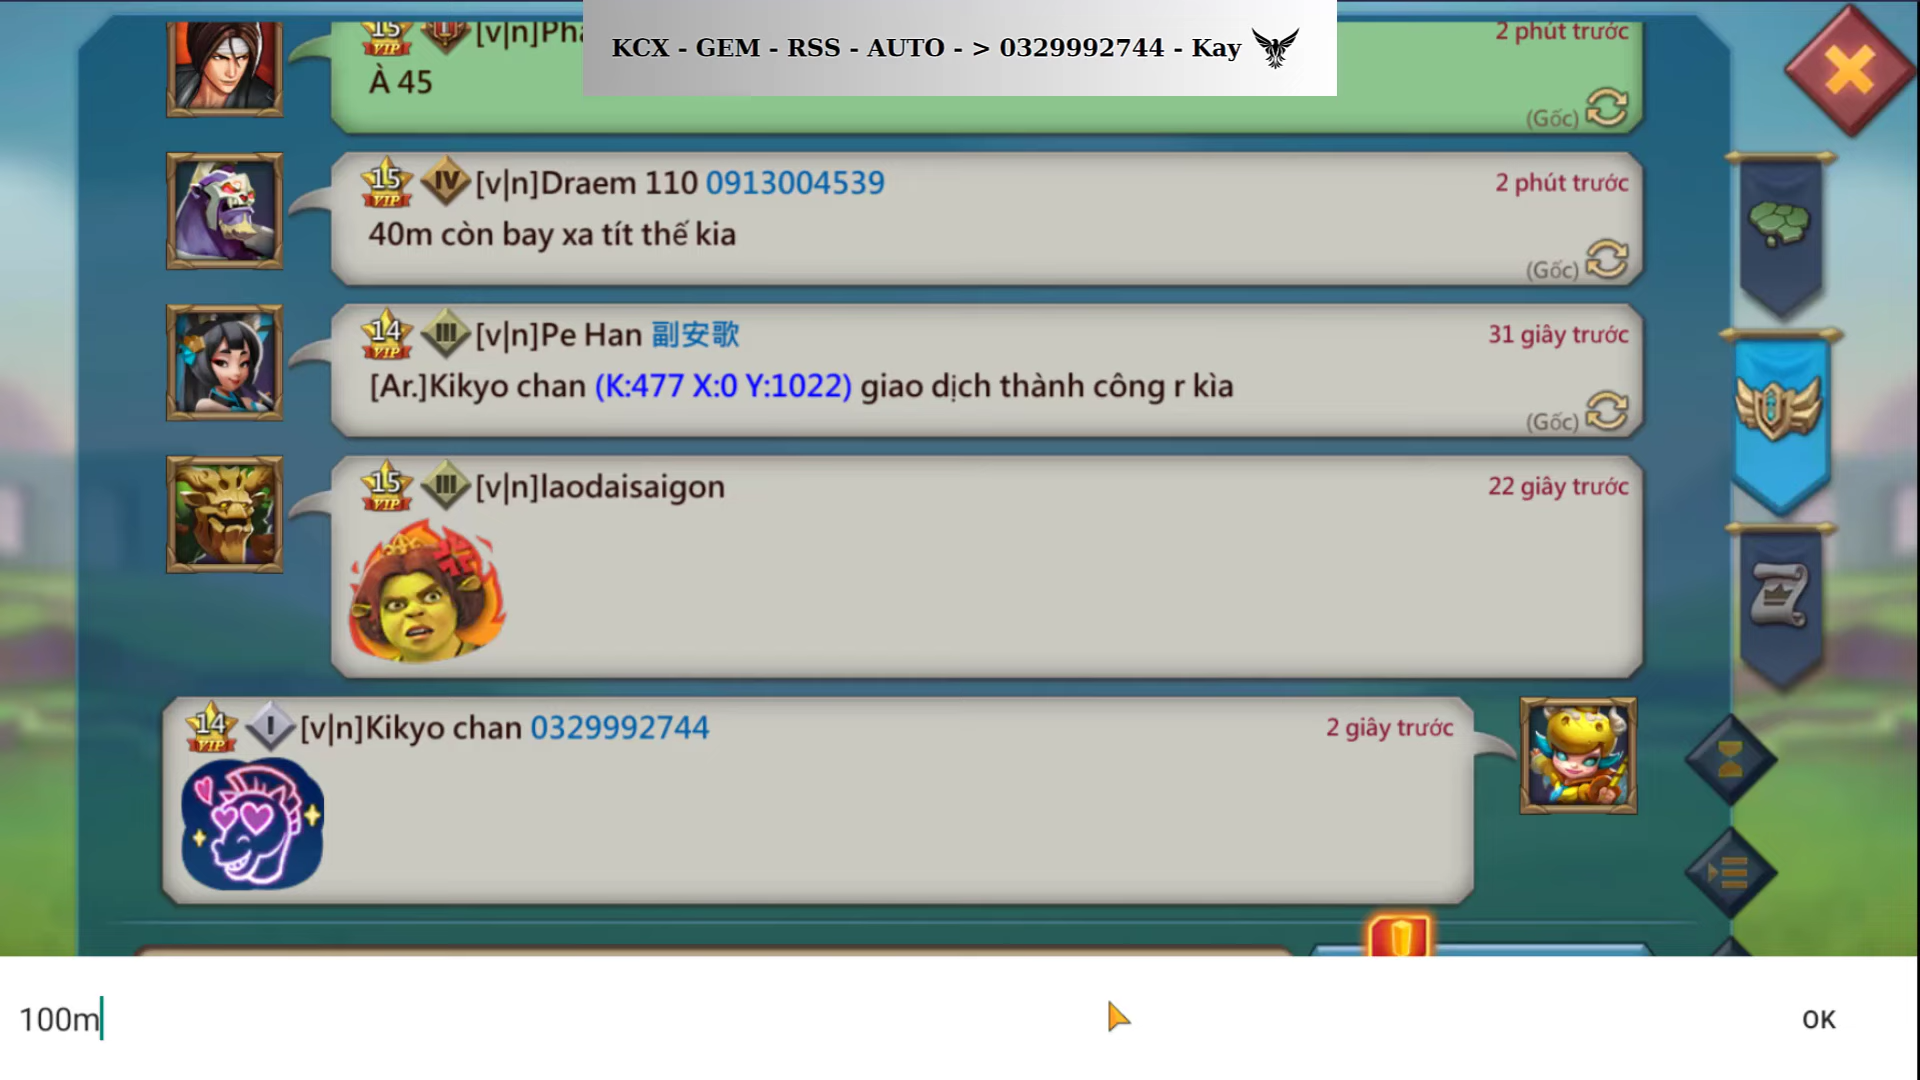 KCX - GEM - RSS - AUTO - > 0329992744 - Kay
15 VIP [v|n]Phá 2 phút trước
À 45
(Gốc)
15 VIP IV [v|n]Draem 110 0913004539 2 phút trước
40m còn bay xa tít thế kia
(Gốc)
14 VIP III [v|n]Pe Han 副安歌 31 giây trước
[Ar.]Kikyo chan (K:477 X:0 Y:1022) giao dịch thành công r kìa
(Gốc)
15 VIP III [v|n]laodaisaigon 22 giây trước
14 VIP I [v|n]Kikyo chan 0329992744 2 giây trước
100m
OK